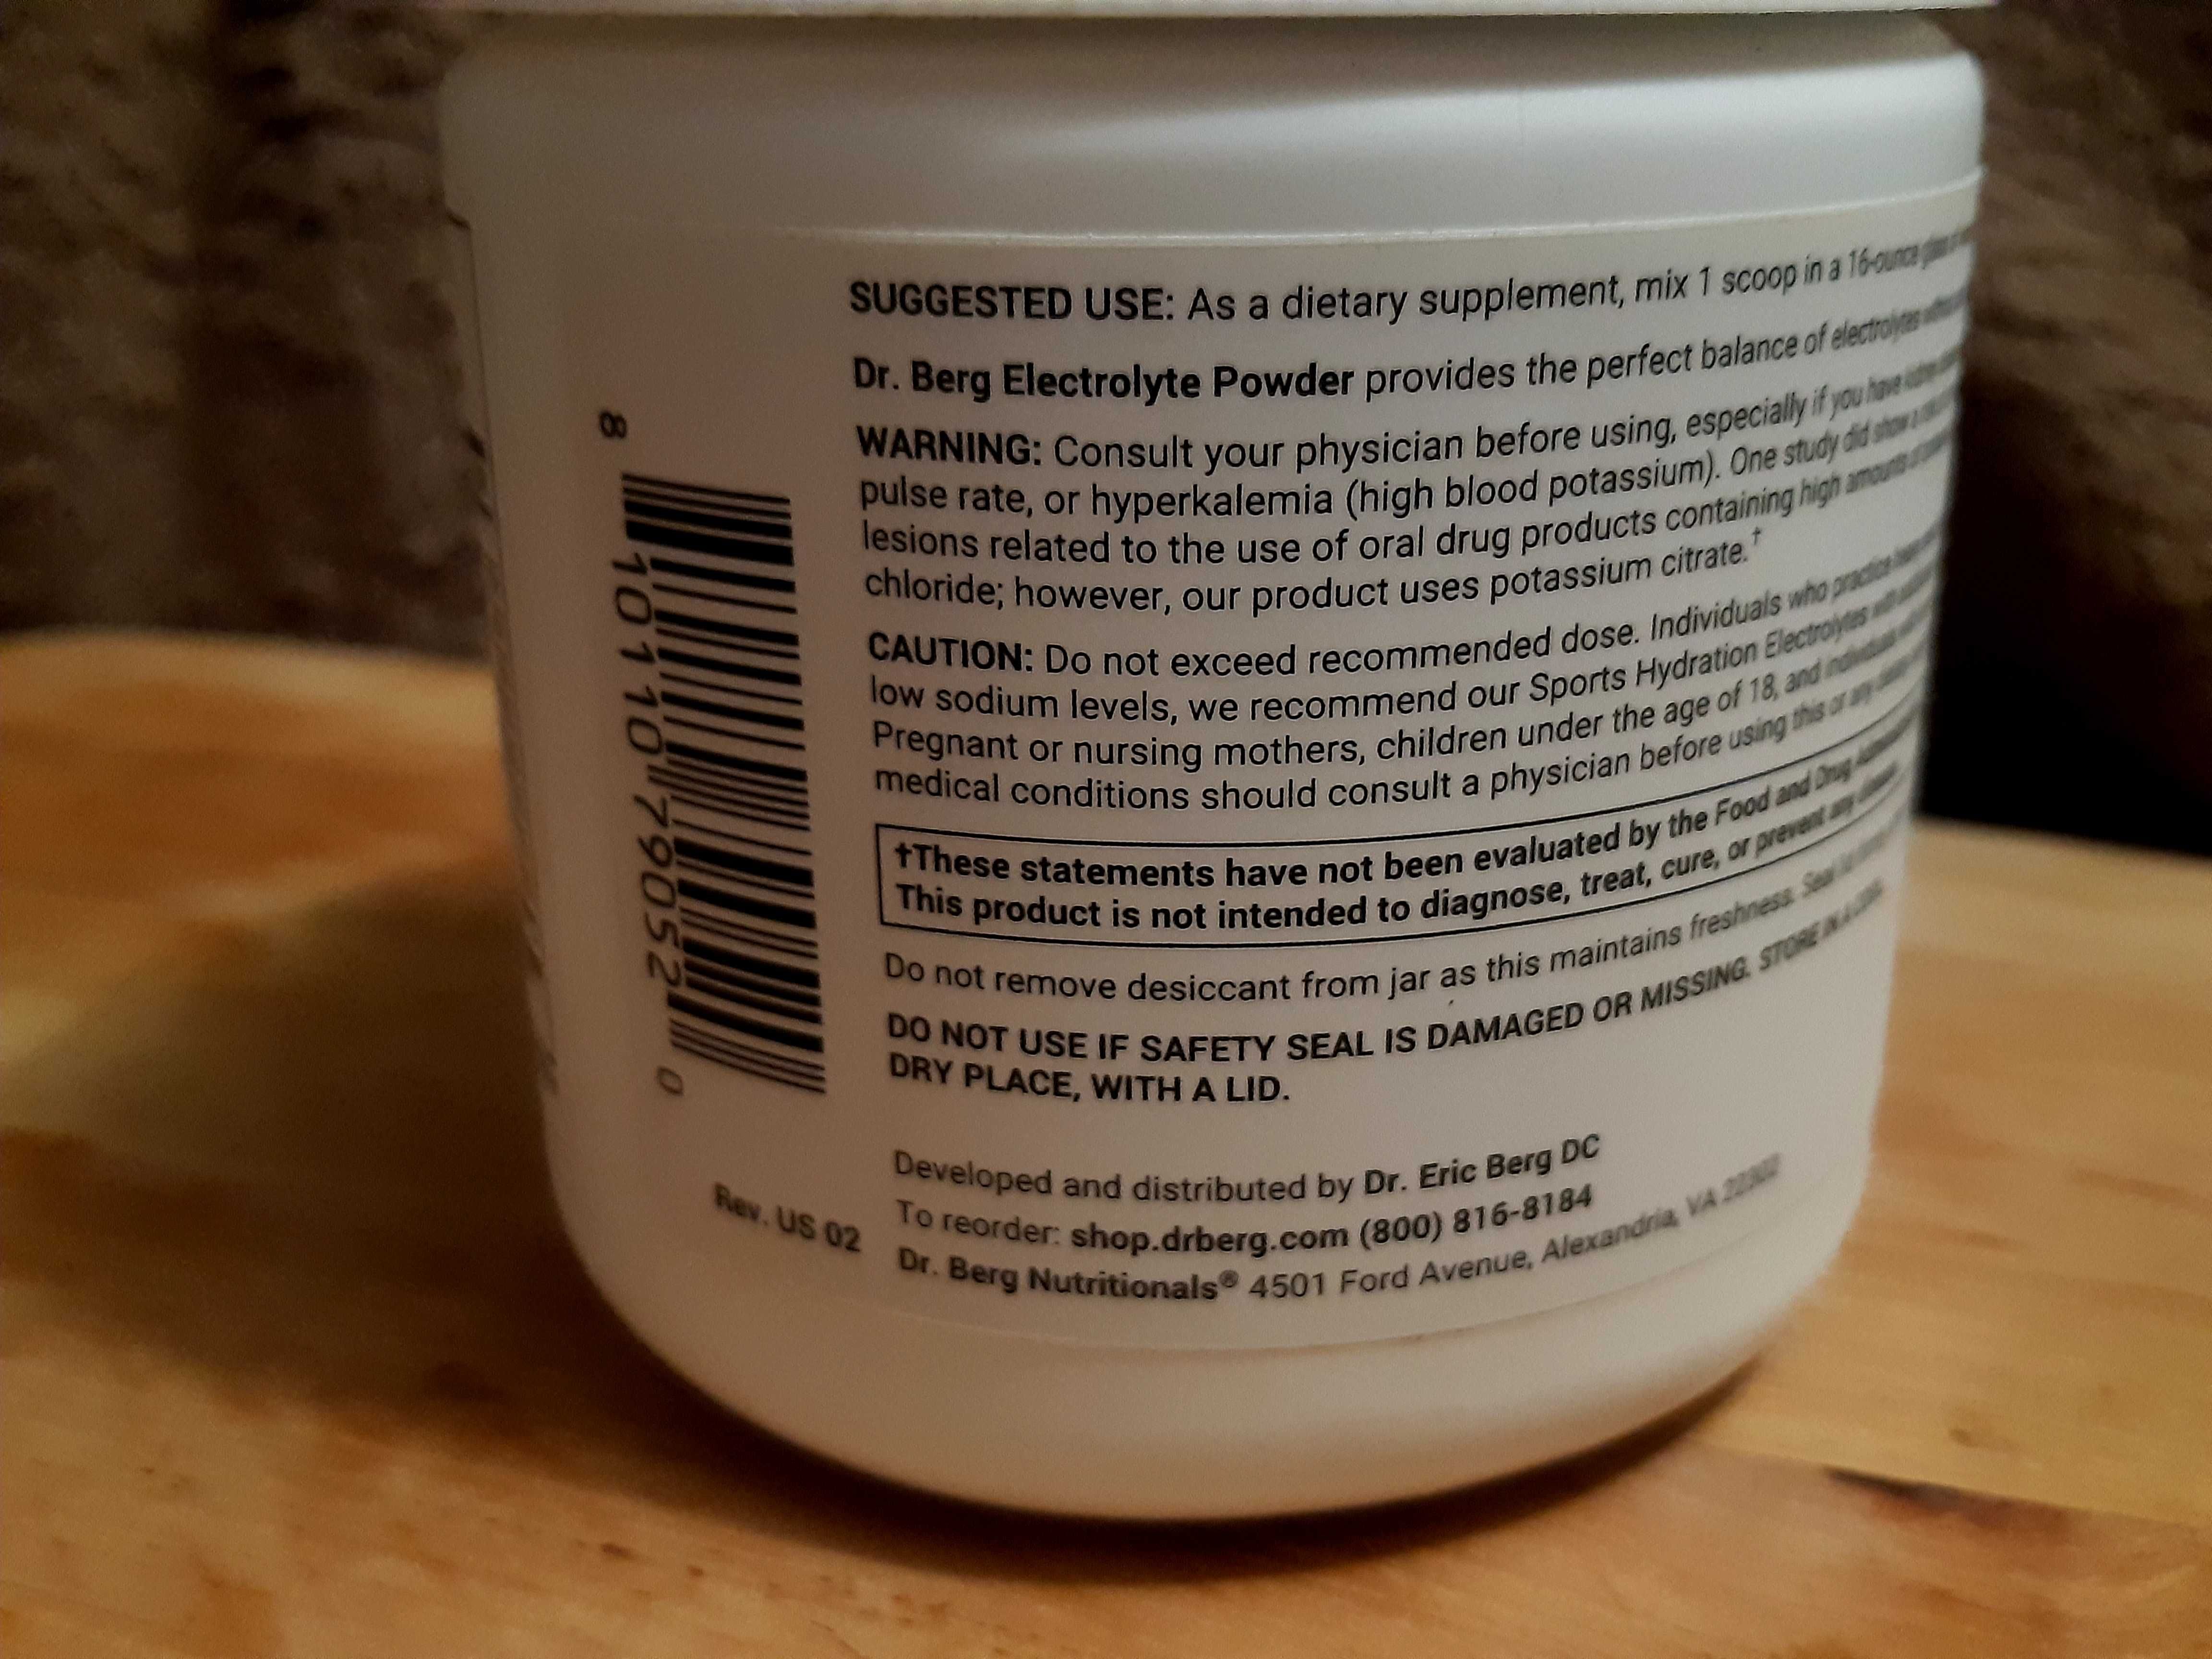 SUGGESTED USE: As a dietary supplement, mix 1 scoop in a 16-ounce glass
Dr. Berg Electrolyte Powder provides the perfect balance of electrolytes
WARNING: Consult your physician before using, especially if you have
pulse rate, or hyperkalemia (high blood potassium). One study did show a
lesions related to the use of oral drug products containing high amounts
chloride; however, our product uses potassium citrate.†
CAUTION: Do not exceed recommended dose. Individuals who practice
low sodium levels, we recommend our Sports Hydration Electrolytes with
Pregnant or nursing mothers, children under the age of 18, and individuals
medical conditions should consult a physician before using this or any
†These statements have not been evaluated by the Food and Drug
This product is not intended to diagnose, treat, cure, or prevent any
Do not remove desiccant from jar as this maintains freshness. Seal
DO NOT USE IF SAFETY SEAL IS DAMAGED OR MISSING. STORE IN A
DRY PLACE, WITH A LID.
Developed and distributed by Dr. Eric Berg DC
To reorder: shop.drberg.com (800) 816-8184
Dr. Berg Nutritionals® 4501 Ford Avenue, Alexandria, VA 22302
Rev. US 02
8 10110 79052 0